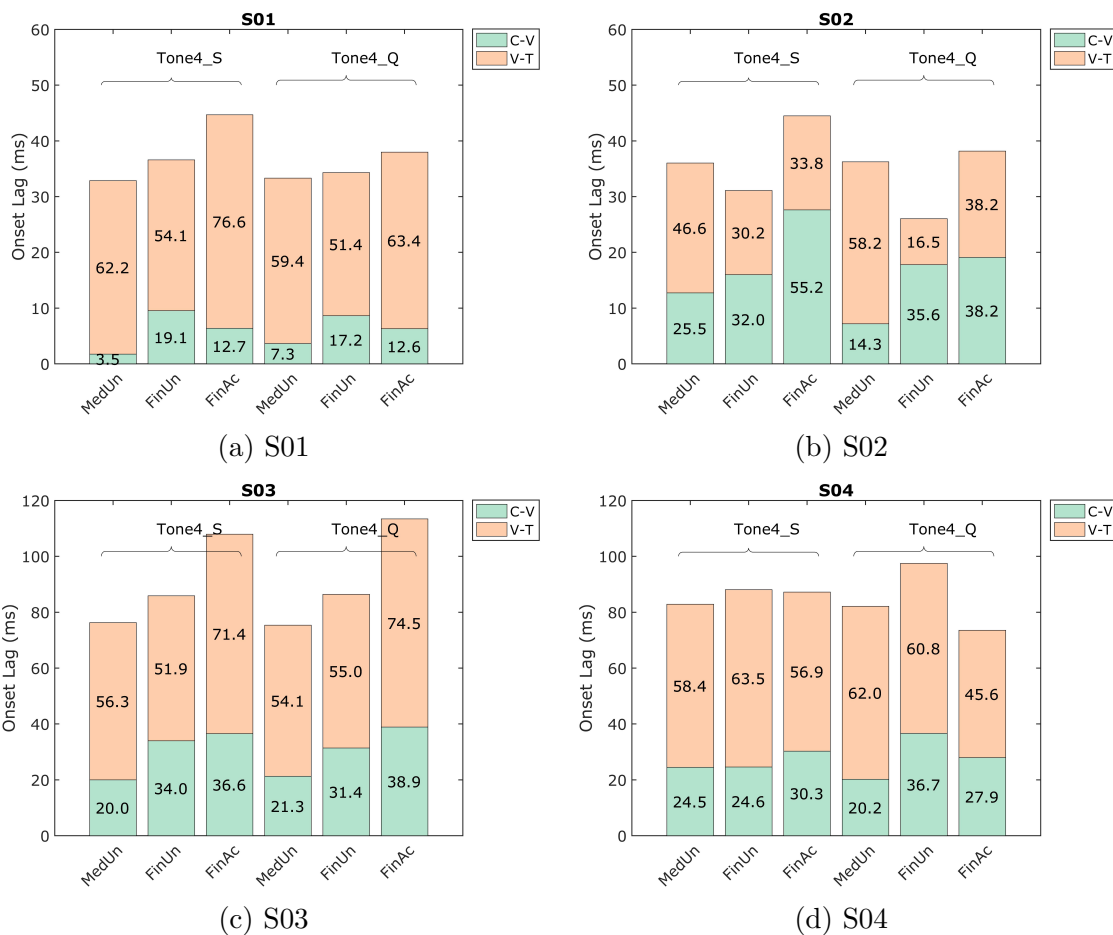 S01
60
50
40
30
20
10
0
Onset Lag (ms)
Tone4_S
Tone4_Q
C-V
V-T
62.2
54.1
76.6
59.4
51.4
63.4
3.5
19.1
12.7
7.3
17.2
12.6
MedUn
FinUn
FinAc
MedUn
FinUn
FinAc
(a) S01
S02
60
50
40
30
20
10
0
Onset Lag (ms)
Tone4_S
Tone4_Q
C-V
V-T
46.6
30.2
33.8
58.2
16.5
38.2
25.5
32.0
55.2
14.3
35.6
38.2
MedUn
FinUn
FinAc
MedUn
FinUn
FinAc
(b) S02
S03
120
100
80
60
40
20
0
Onset Lag (ms)
Tone4_S
Tone4_Q
C-V
V-T
56.3
51.9
71.4
54.1
55.0
74.5
20.0
34.0
36.6
21.3
31.4
38.9
MedUn
FinUn
FinAc
MedUn
FinUn
FinAc
(c) S03
S04
120
100
80
60
40
20
0
Onset Lag (ms)
Tone4_S
Tone4_Q
C-V
V-T
58.4
63.5
56.9
62.0
60.8
45.6
24.5
24.6
30.3
20.2
36.7
27.9
MedUn
FinUn
FinAc
MedUn
FinUn
FinAc
(d) S04